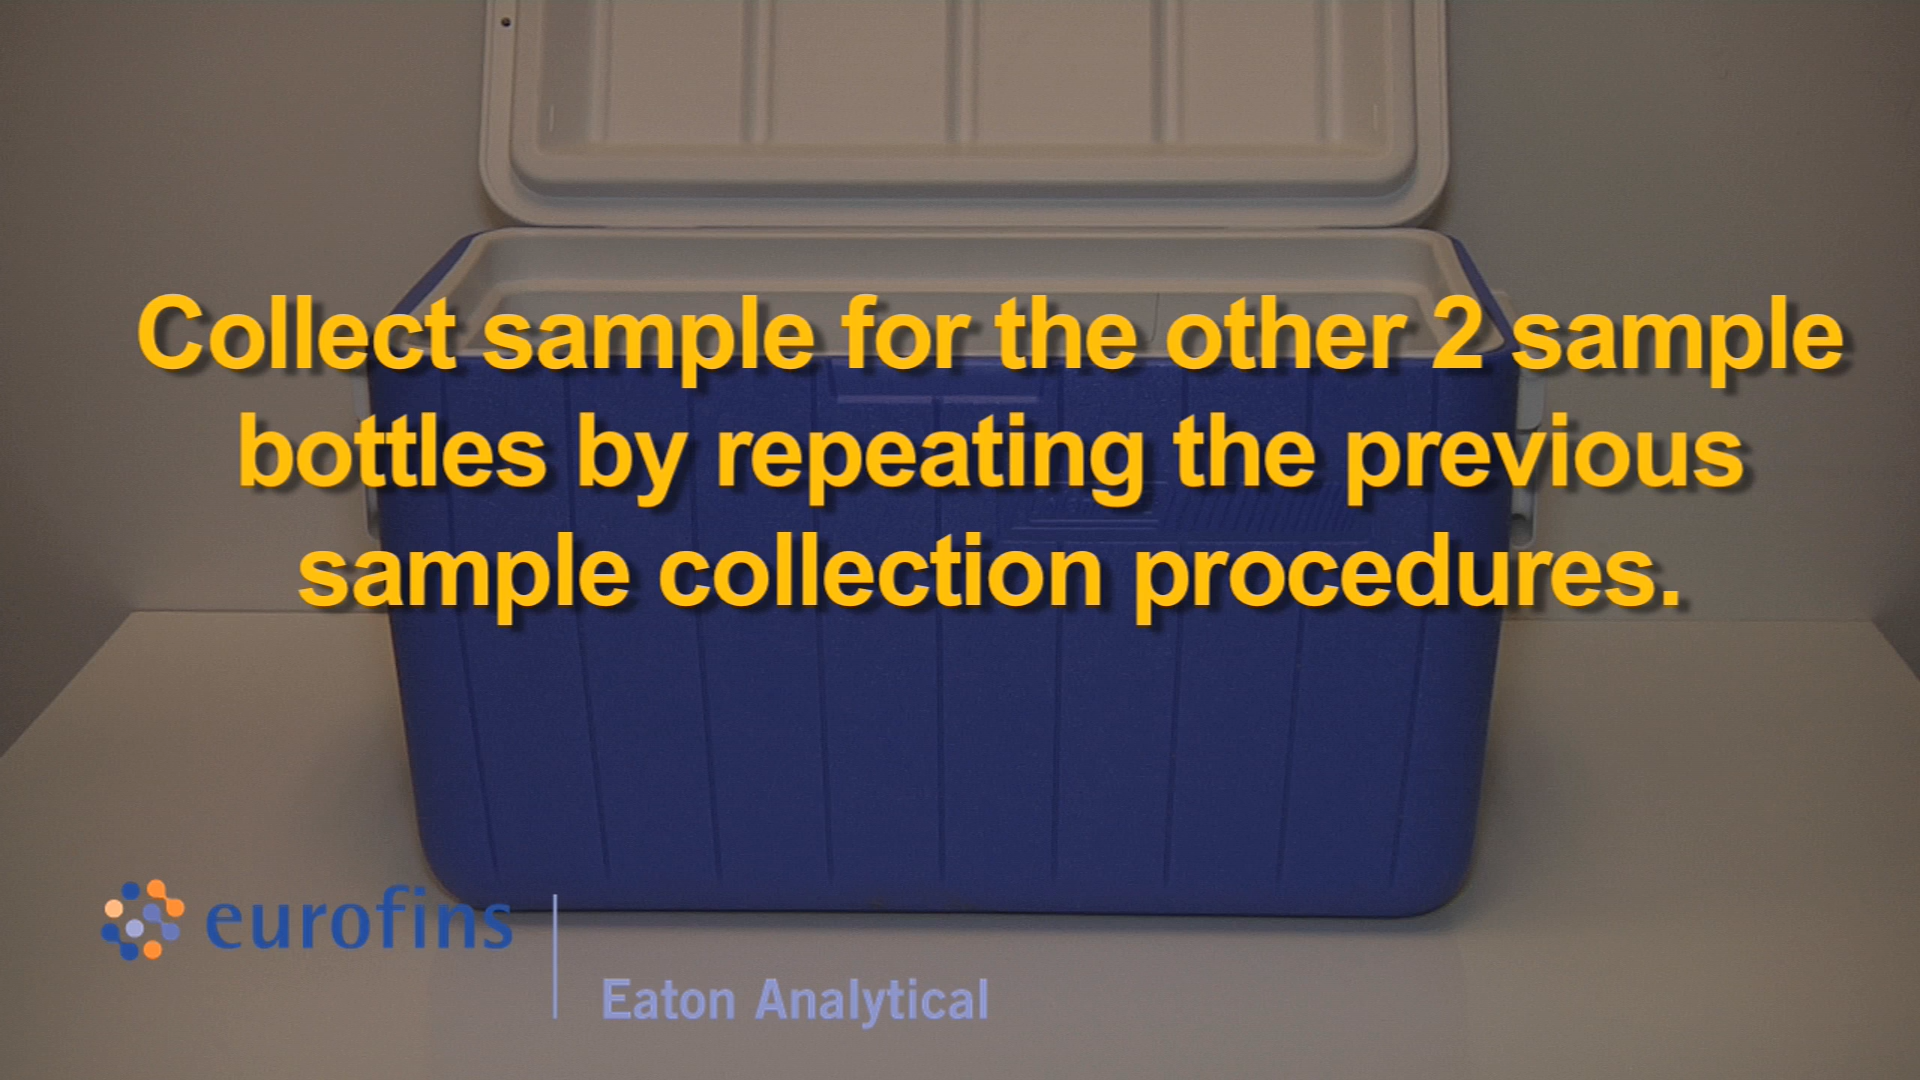 Collect sample for the other 2 sample
bottles by repeating the previous
sample collection procedures.
eurofins
Eaton Analytical